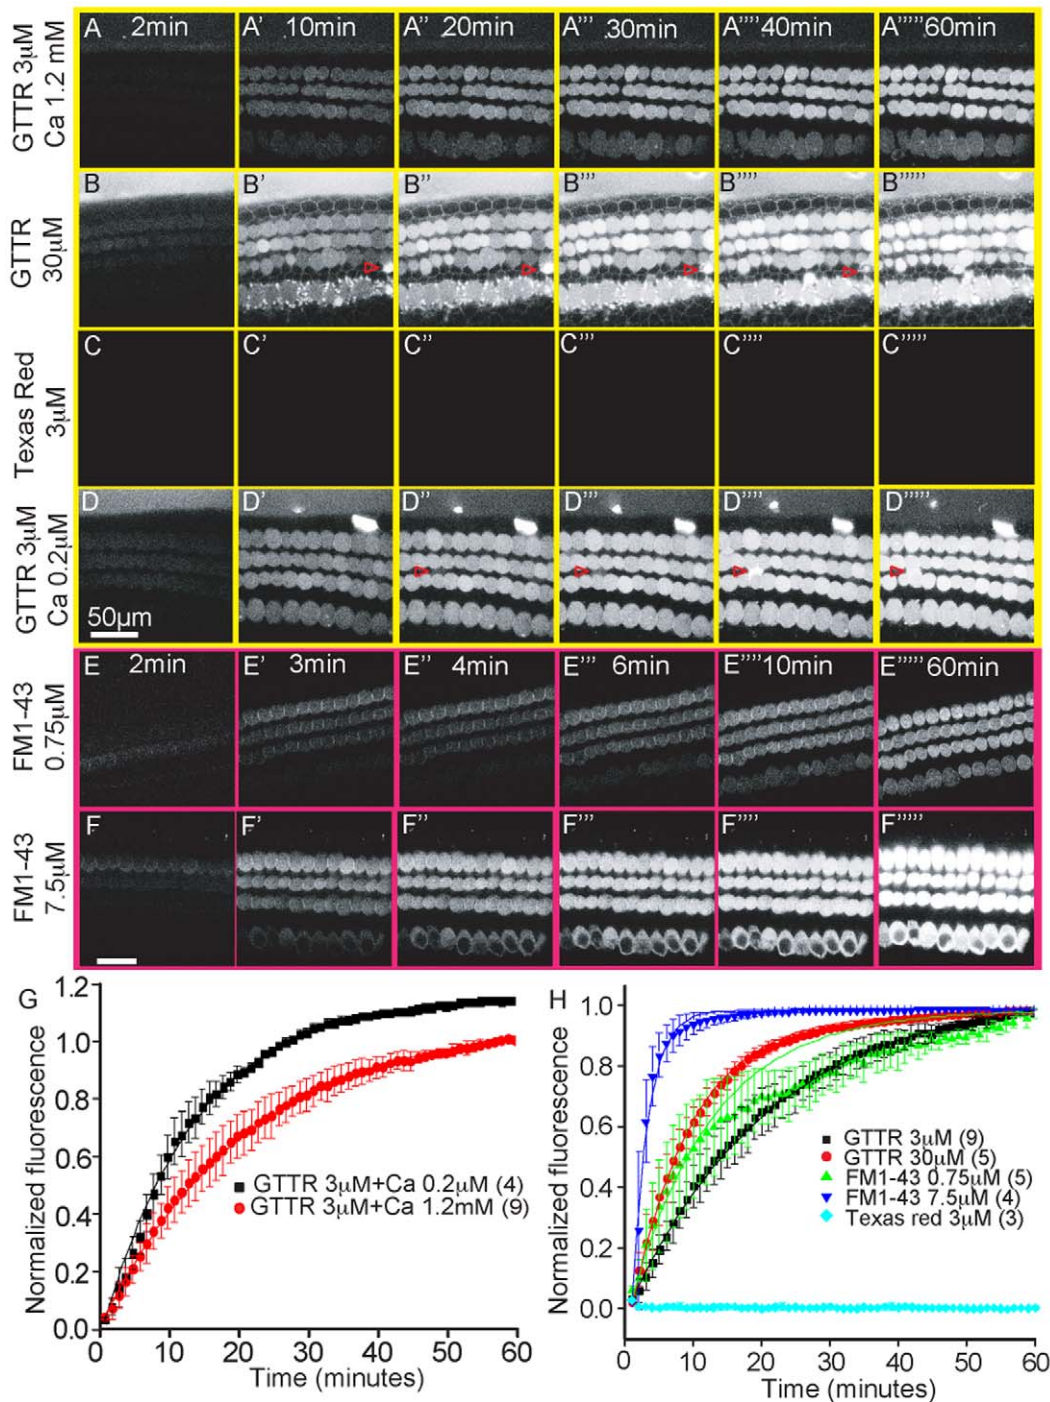 A 2min A' 10min A'' 20min A''' 30min A'''' 40min A''''' 60min
GTTR 3µM
Ca 1.2 mM
B B' B'' B''' B'''' B'''''
GTTR
30µM
C C' C'' C''' C'''' C'''''
Texas Red
3µM
D D' D'' D''' D'''' D'''''
GTTR 3µM
Ca 0.2µM
50µm
E 2min E' 3min E'' 4min E''' 6min E'''' 10min E''''' 60min
FM1-43
0.75µM
F F' F'' F''' F'''' F'''''
FM1-43
7.5µM
G
Normalized fluorescence
1.2
1.0
0.8
0.6
0.4
0.2
0.0
GTTR 3µM+Ca 0.2µM (4)
GTTR 3µM+Ca 1.2mM (9)
0 10 20 30 40 50 60
Time (minutes)
H
Normalized fluorescence
1.0
0.8
0.6
0.4
0.2
0.0
GTTR 3µM (9)
GTTR 30µM (5)
FM1-43 0.75µM (5)
FM1-43 7.5µM (4)
Texas red 3µM (3)
0 10 20 30 40 50 60
Time (minutes)